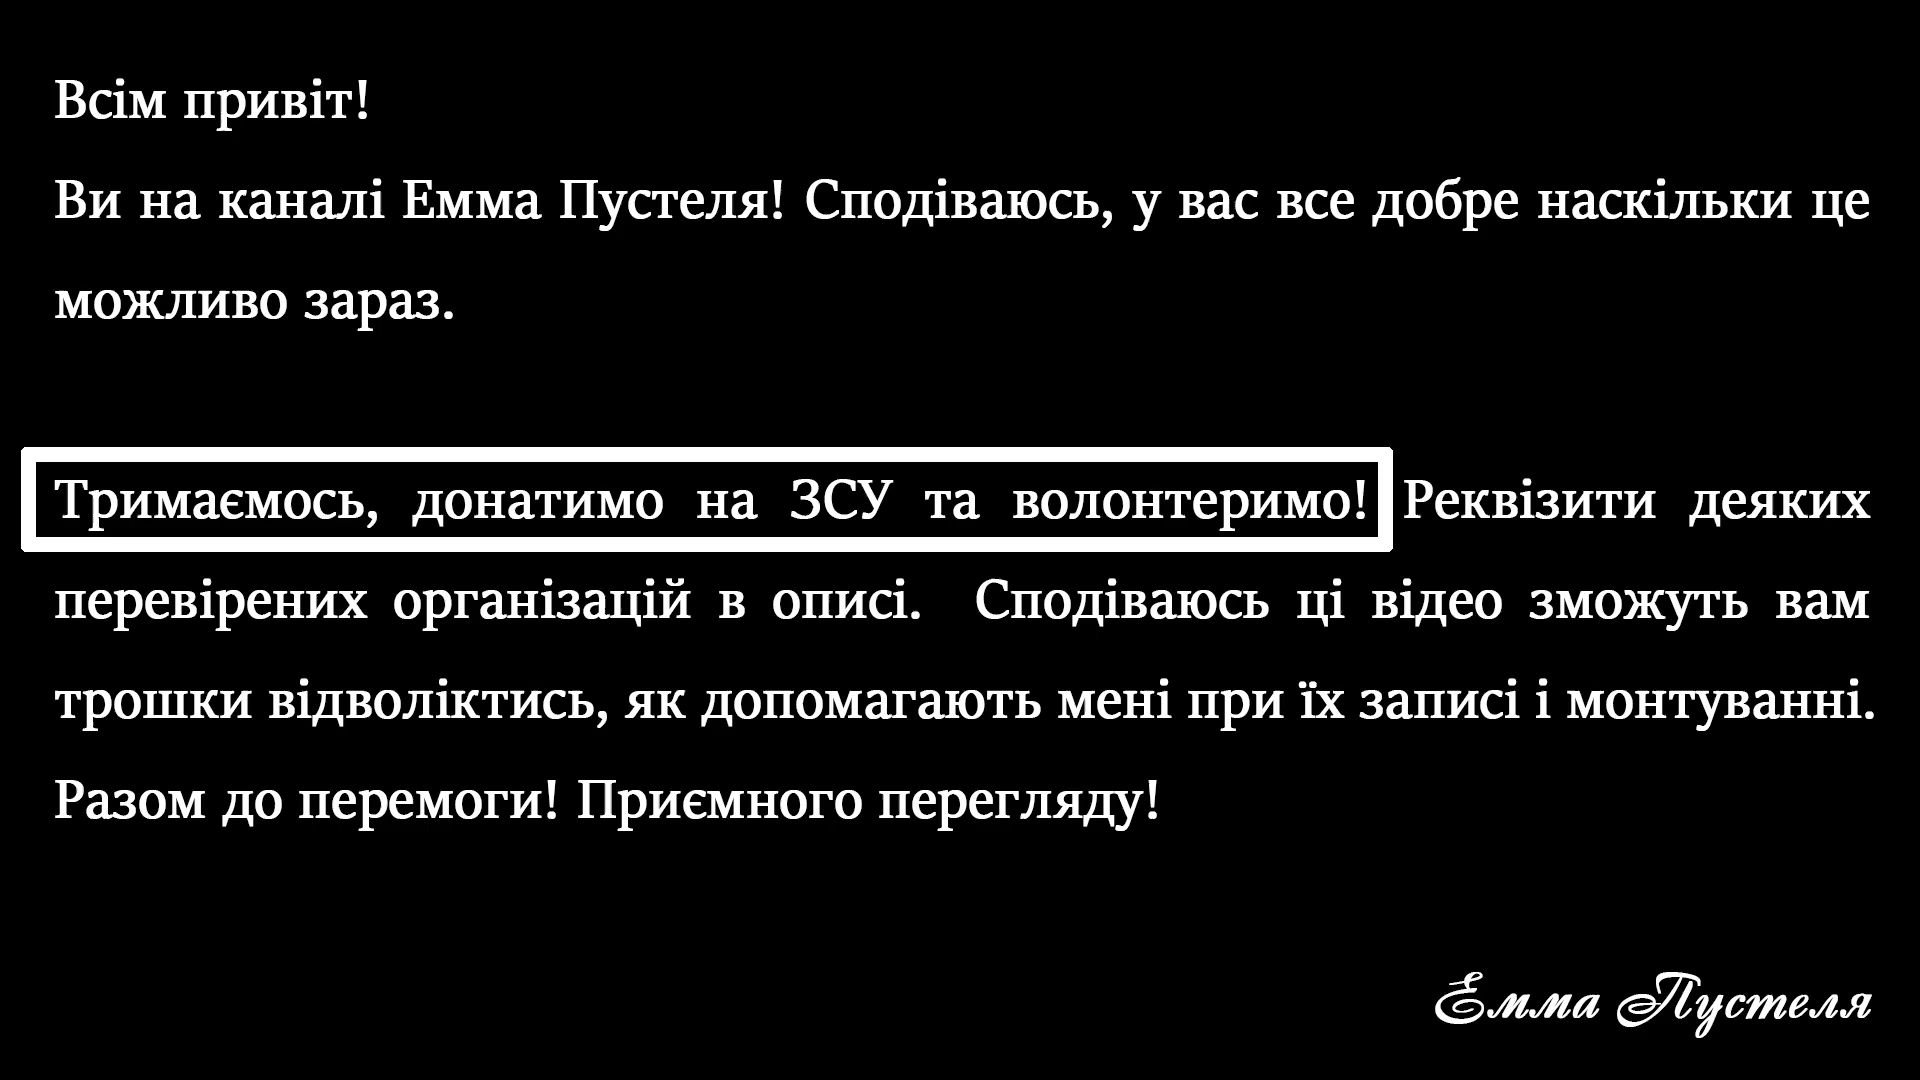 Всім привіт!
Ви на каналі Емма Пустеля! Сподіваюсь, у вас все добре наскільки це
можливо зараз.
Тримаємось, донатимо на ЗСУ та волонтеримо! Реквізити деяких
перевірених організацій в описі. Сподіваюсь ці відео зможуть вам
трошки відволіктись, як допомагають мені при їх записі і монтуванні.
Разом до перемоги! Приємного перегляду!
Емма Пустеля